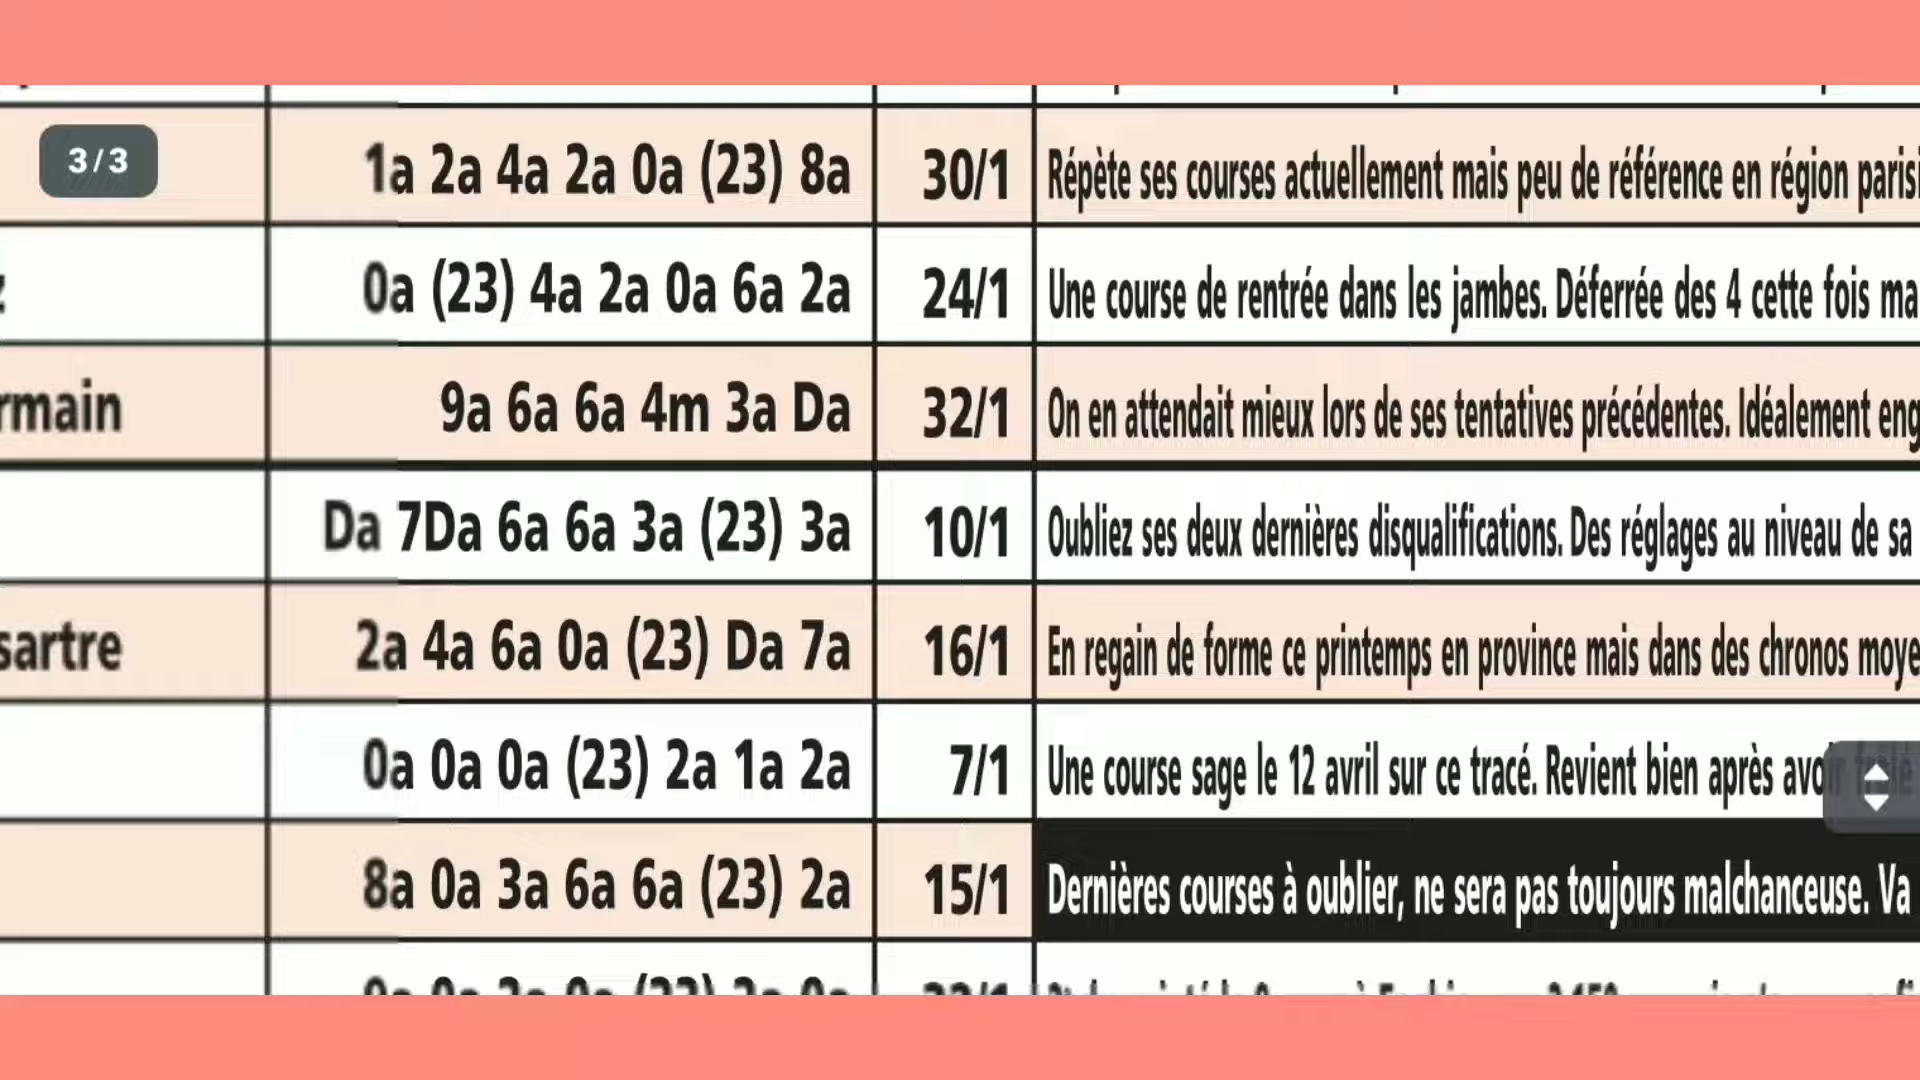 3/3
1a 2a 4a 2a 0a (23) 8a 30/1 Répète ses courses actuellement mais peu de référence en région
0a (23) 4a 2a 0a 6a 2a 24/1 Une course de rentrée dans les jambes. Déferrée des 4 cette fois
rmain 9a 6a 6a 4m 3a Da 32/1 On en attendait mieux lors de ses tentatives précédentes. Idéalement
Da 7Da 6a 6a 3a (23) 3a 10/1 Oubliez ses deux dernières disqualifications. Des réglages au niveau de sa
sartre 2a 4a 6a 0a (23) Da 7a 16/1 En regain de forme ce printemps en province mais dans des chronos
0a 0a 0a (23) 2a 1a 2a 7/1 Une course sage le 12 avril sur ce tracé. Revient bien après
8a 0a 3a 6a 6a (23) 2a 15/1 Dernières courses à oublier, ne sera pas toujours malchanceuse. Va